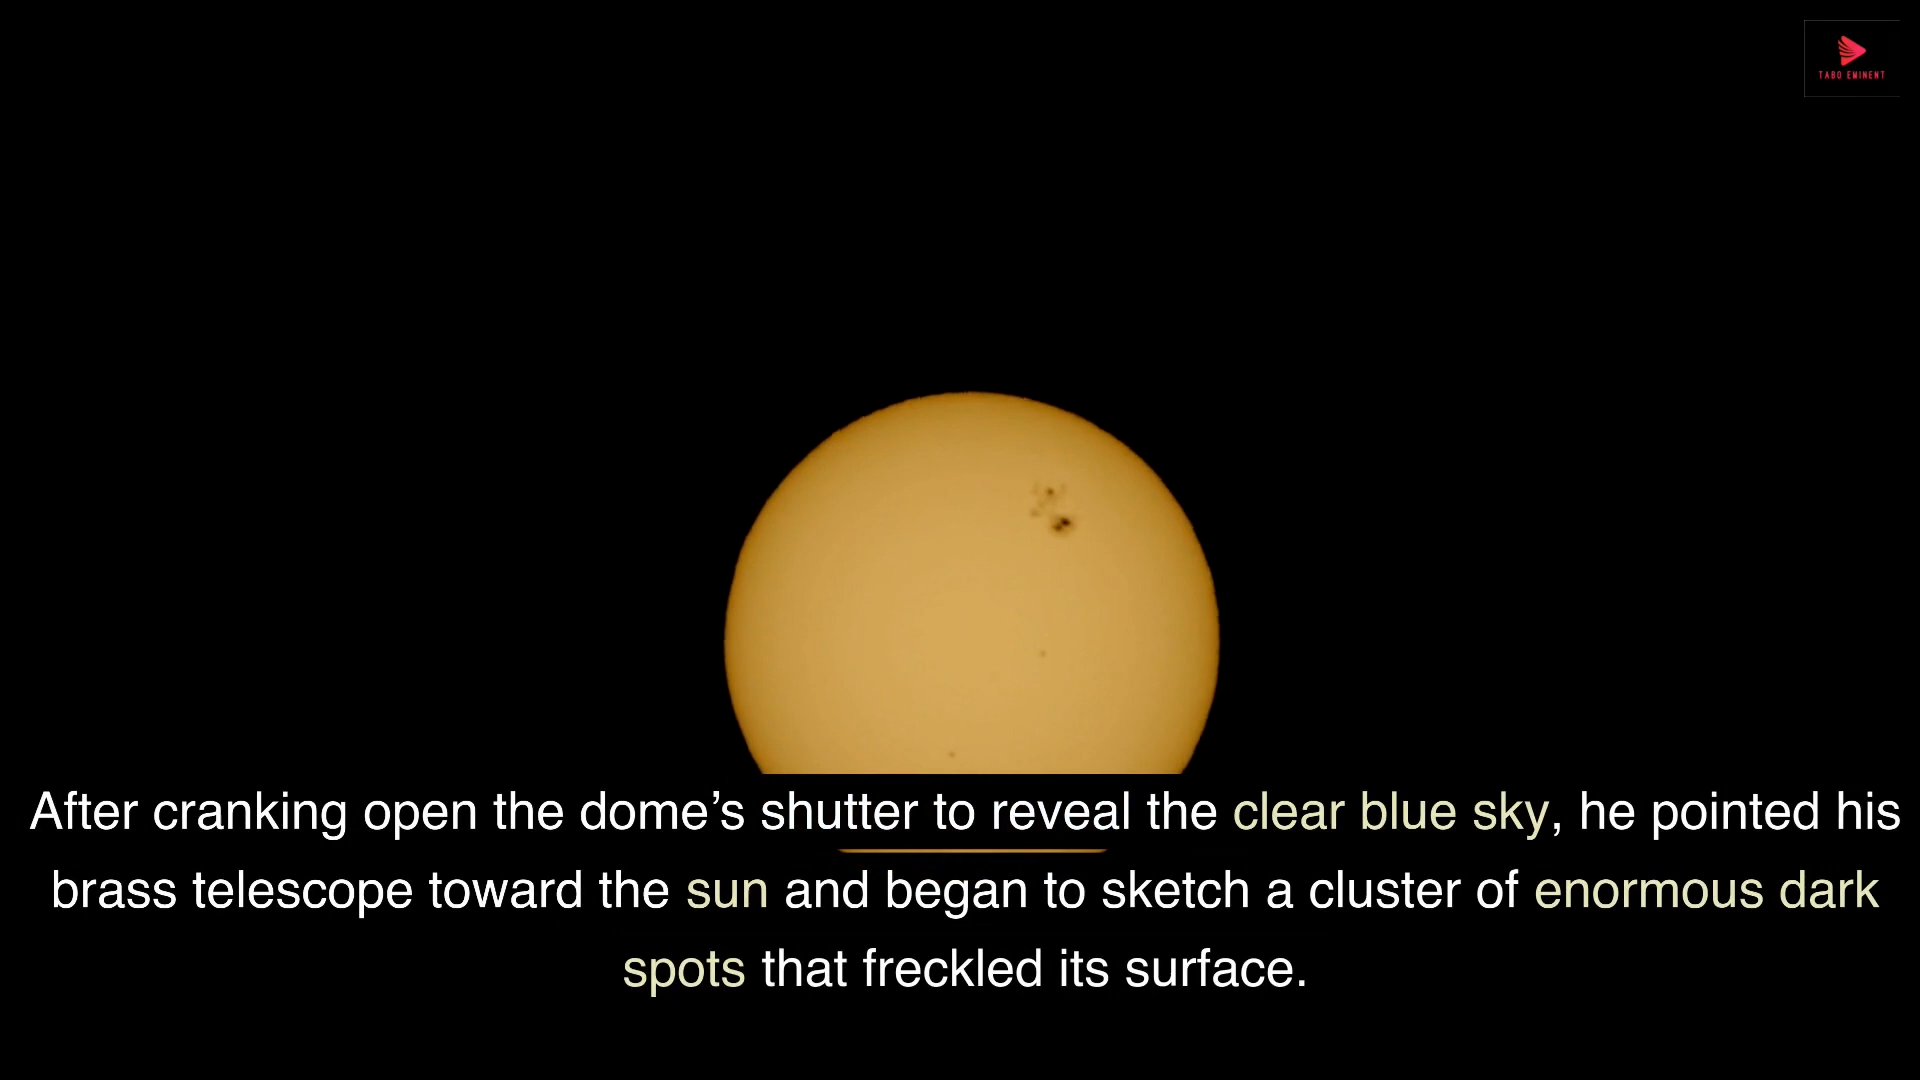 TABO EMINENT
After cranking open the dome’s shutter to reveal the clear blue sky, he pointed his
brass telescope toward the sun and began to sketch a cluster of enormous dark
spots that freckled its surface.